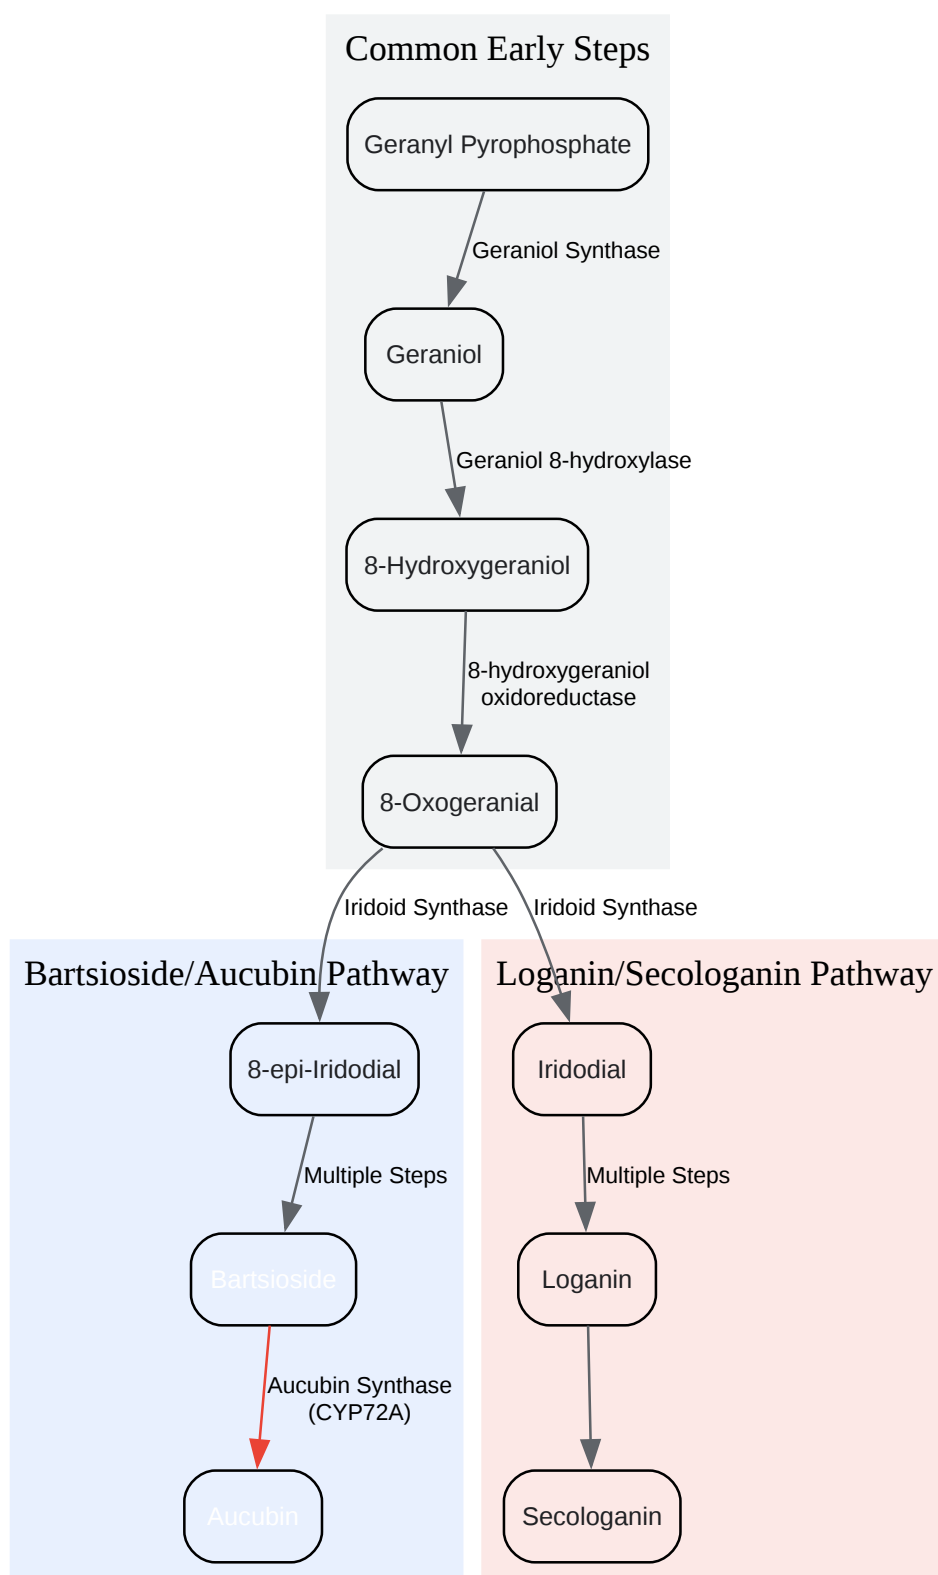 Common Early Steps
Geranyl Pyrophosphate
Geraniol Synthase
Geraniol
Geraniol 8-hydroxylase
8-Hydroxygeraniol
8-hydroxygeraniol
oxidoreductase
8-Oxogeranial
Iridoid Synthase
Iridoid Synthase
Bartsioside/Aucubin Pathway
Loganin/Secologanin Pathway
8-epi-Iridodial
Iridodial
Multiple Steps
Multiple Steps
Bartsioside
Loganin
Aucubin Synthase
(CYP72A)
Aucubin
Secologanin